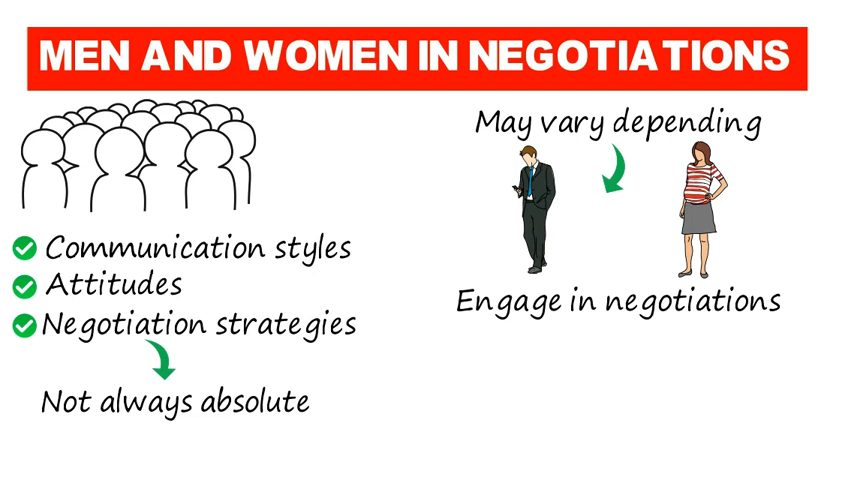 MEN AND WOMEN IN NEGOTIATIONS
Communication styles
Attitudes
Negotiation strategies
Not always absolute
May vary depending
Engage in negotiations